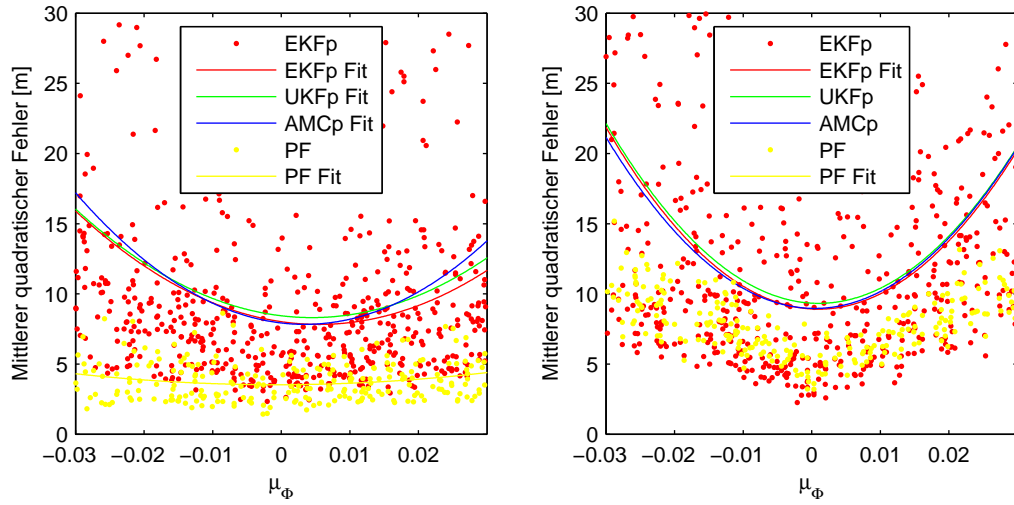 30
25
20
15
10
5
0
Mittlerer quadratischer Fehler [m]
−0.03
−0.02
−0.01
0
0.01
0.02
μΦ
EKFp
EKFp Fit
UKFp Fit
AMCp Fit
PF
PF Fit
30
25
20
15
10
5
0
Mittlerer quadratischer Fehler [m]
−0.03
−0.02
−0.01
0
0.01
0.02
μΦ
EKFp
EKFp Fit
UKFp
AMCp
PF
PF Fit